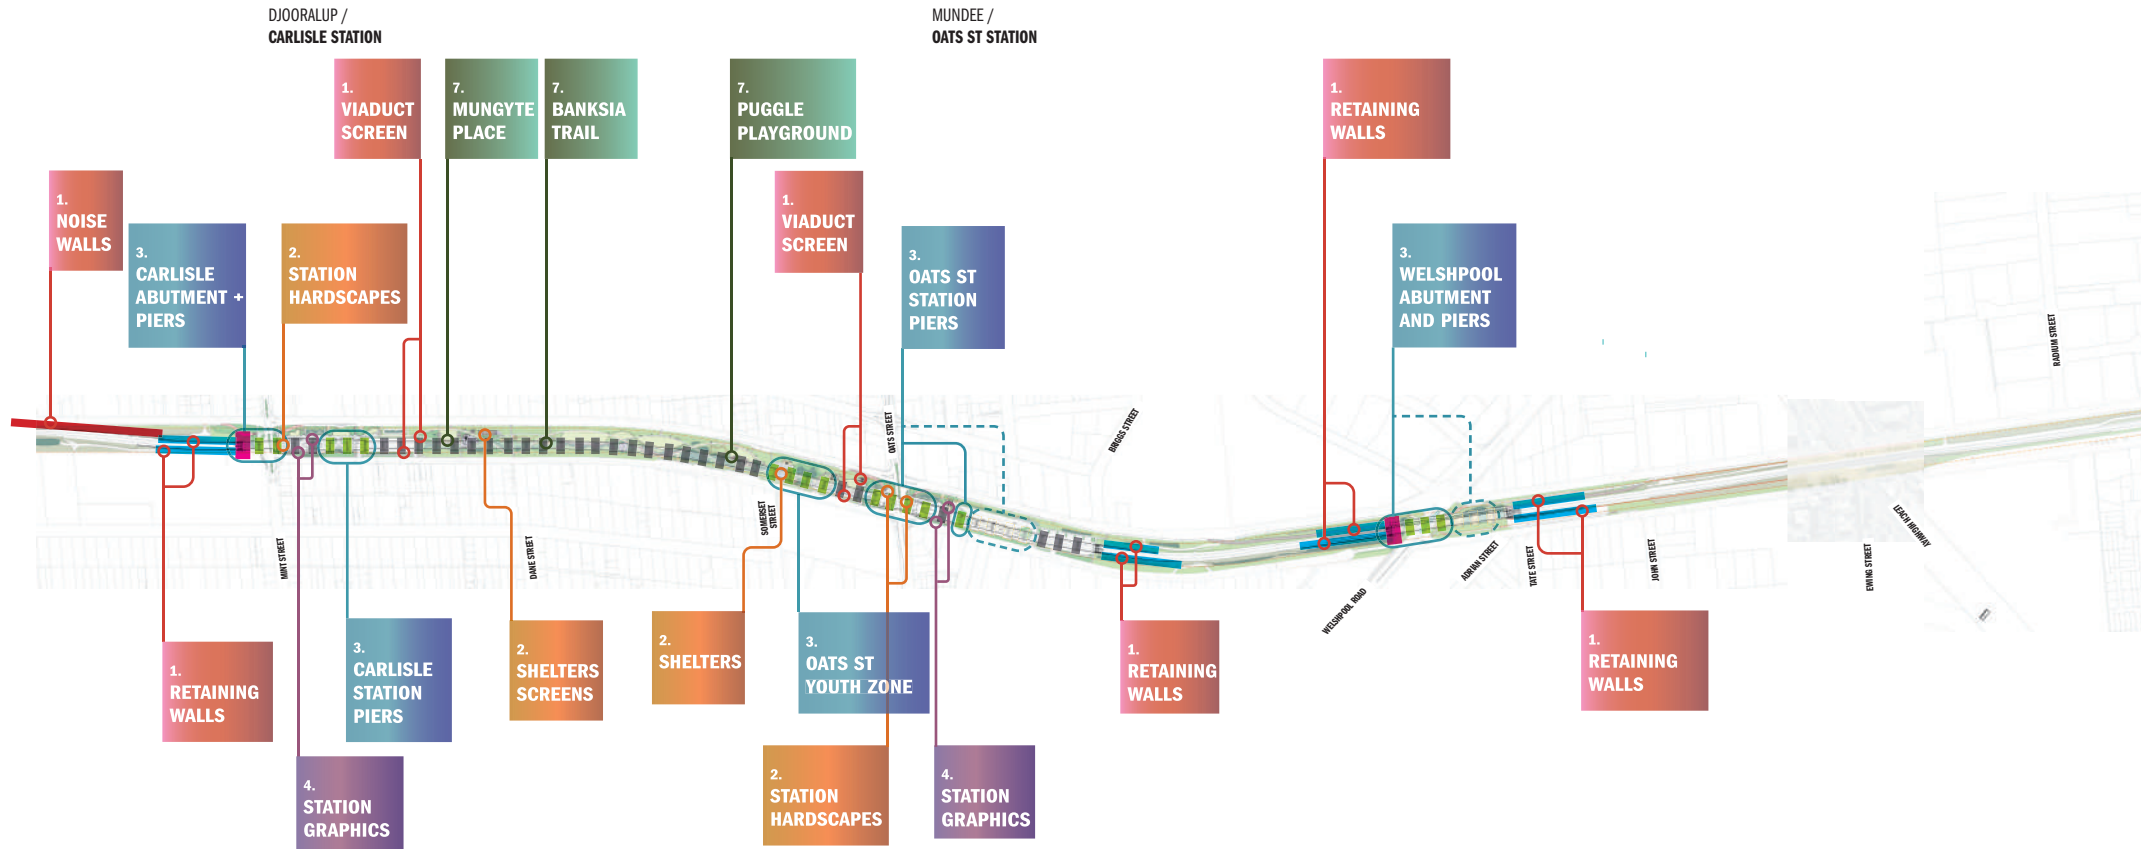 DJOORALUP /
CARLISLE STATION
MUNDEE /
OATS ST STATION
1.
VIADUCT
SCREEN
7.
MUNGYTE
PLACE
7.
BANKSIA
TRAIL
7.
PUGGLE
PLAYGROUND
1.
RETAINING
WALLS
1.
NOISE
WALLS
3.
CARLISLE
ABUTMENT +
PIERS
2.
STATION
HARDSCAPES
1.
VIADUCT
SCREEN
3.
OATS ST
STATION
PIERS
3.
WELSHPOOL
ABUTMENT
AND PIERS
RADIUM STREET
OATS STREET
BRIGGS STREET
MINT STREET
DANE STREET
SOMERSET
STREET
WELSHPOOL ROAD
ADRIAN STREET
TATE STREET
JOHN STREET
EWING STREET
LEACH HIGHWAY
1.
RETAINING
WALLS
3.
CARLISLE
STATION
PIERS
2.
SHELTERS
SCREENS
2.
SHELTERS
3.
OATS ST
YOUTH ZONE
1.
RETAINING
WALLS
1.
RETAINING
WALLS
4.
STATION
GRAPHICS
2.
STATION
HARDSCAPES
4.
STATION
GRAPHICS